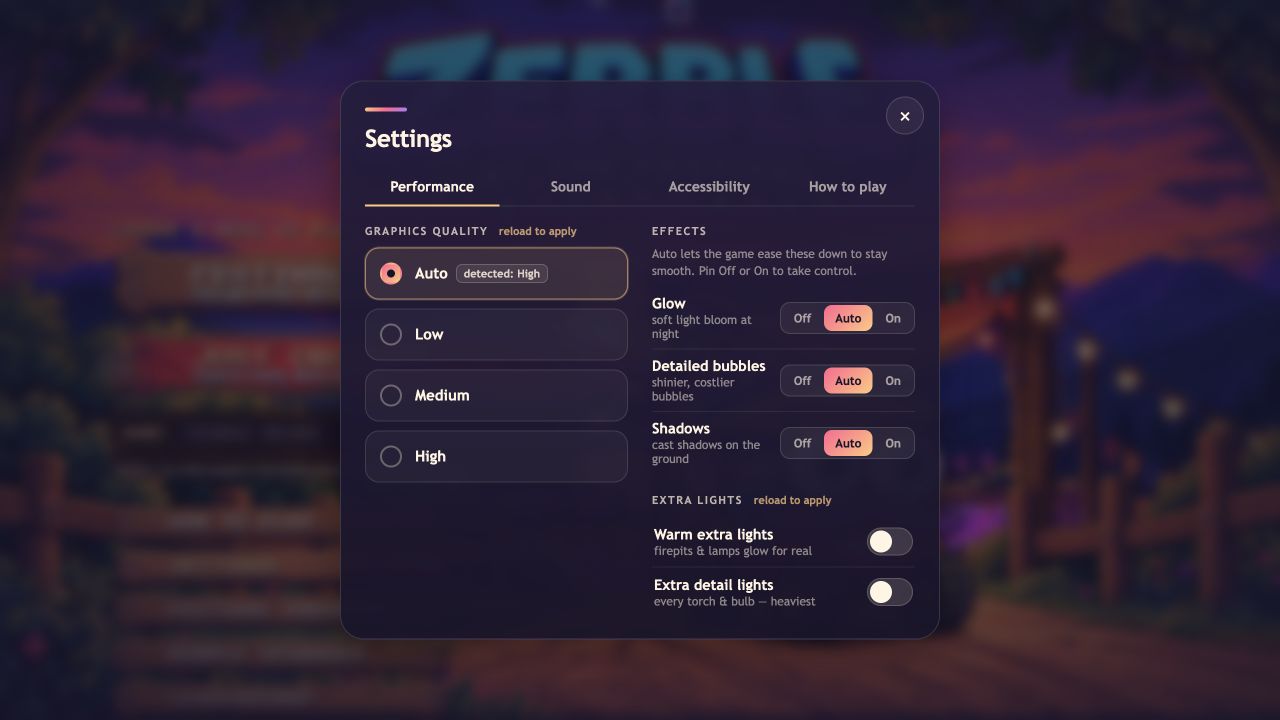 Settings
×
Performance
Sound
Accessibility
How to play
GRAPHICS QUALITY reload to apply
Auto detected: High
Low
Medium
High
EFFECTS
Auto lets the game ease these down to stay
smooth. Pin Off or On to take control.
Glow
soft light bloom at
night
Off Auto On
Detailed bubbles
shinier, costlier
bubbles
Off Auto On
Shadows
cast shadows on the
ground
Off Auto On
EXTRA LIGHTS reload to apply
Warm extra lights
firepits & lamps glow for real
Extra detail lights
every torch & bulb — heaviest